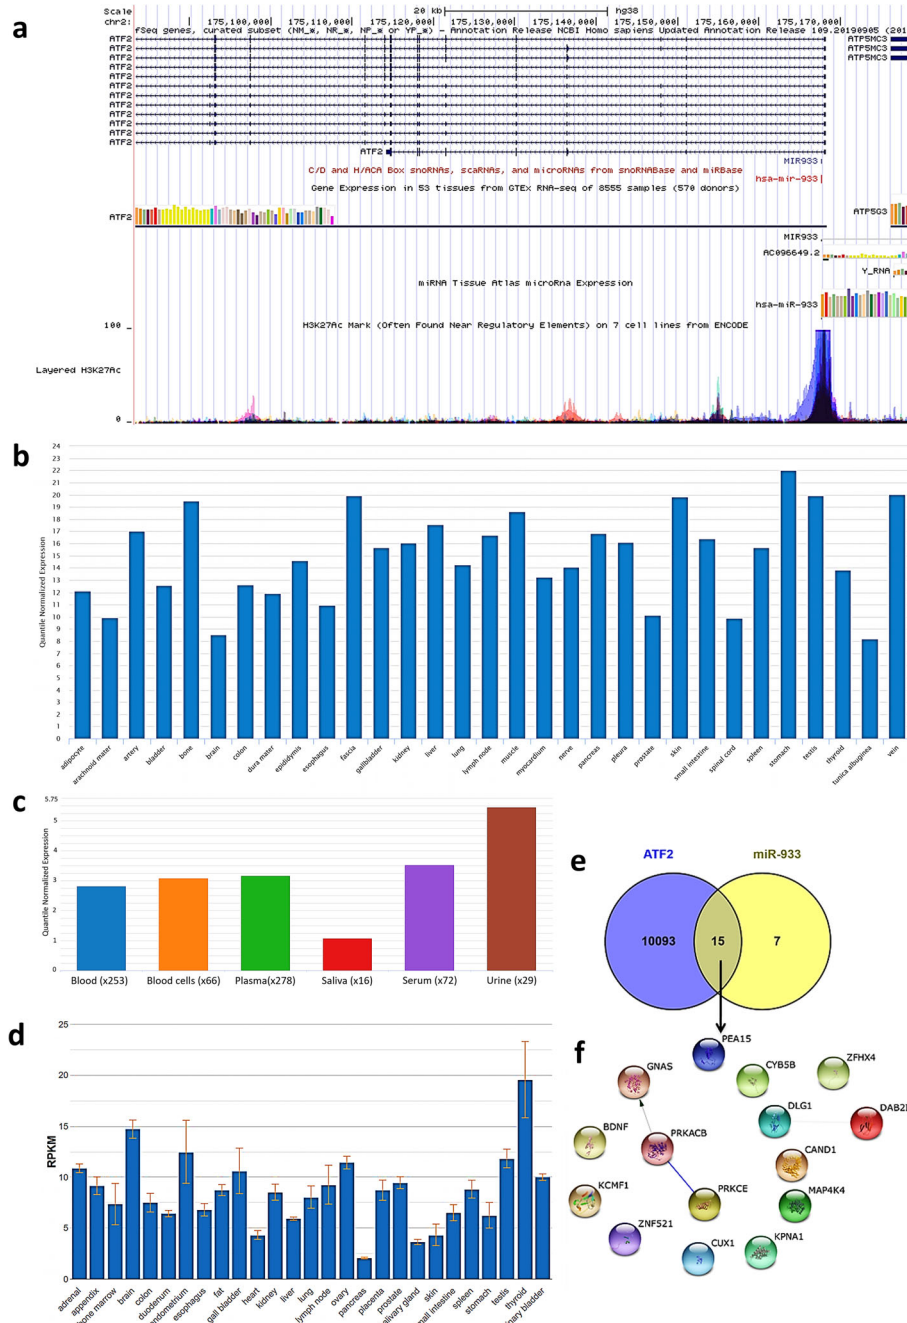 a
Scale
20 kb
hg38
chr2:
175,100,000
175,110,000
175,120,000
175,130,000
175,140,000
175,150,000
175,160,000
175,170,000
fSeq genes, curated subset (NM_*, NR_*, NP_* or YP_*) - Annotation Release NCBI Homo sapiens Updated Annotation Release 109.20190905 (201
ATF2
ATP5MC3
ATF2
ATP5MC3
ATF2
ATP5MC3
ATF2
ATF2
ATF2
ATF2
ATF2
ATF2
ATF2
ATF2
ATF2
ATF2
MIR933
C/D and H/ACA Box snoRNAs, scaRNAs, and microRNAs from snoRNABase and miRBase
hsa-mir-933
Gene Expression in 53 tissues from GTEx RNA-seq of 8555 samples (570 donors)
ATF2
ATP5G3
MIR933
AC096649.2
Y_RNA
miRNA Tissue Atlas microRna Expression
hsa-miR-933
H3K27Ac Mark (Often Found Near Regulatory Elements) on 7 cell lines from ENCODE
100
Layered H3K27Ac
0
b
Quantile Normalized Expression
24
23
22
21
20
19
18
17
16
15
14
13
12
11
10
9
8
7
6
5
4
3
2
1
0
adipocyte
arachnoid mater
artery
bladder
bone
brain
colon
dura mater
epididymis
esophagus
fascia
gallbladder
kidney
liver
lung
lymph node
muscle
myocardium
nerve
pancreas
pleura
prostate
skin
small intestine
spinal cord
spleen
stomach
testis
thyroid
tunica albuginea
vein
c
Quantile Normalized Expression
5.75
5
4
3
2
1
0
Blood (x253)
Blood cells (x66)
Plasma(x278)
Saliva (x16)
Serum (x72)
Urine (x29)
d
RPKM
25
20
15
10
5
0
adrenal
appendix
bone marrow
brain
colon
duodenum
endometrium
esophagus
fat
gall bladder
heart
kidney
liver
lung
lymph node
ovary
pancreas
placenta
prostate
salivary gland
skin
small intestine
spleen
stomach
testis
thyroid
urinary bladder
e
ATF2
miR-933
10093
15
7
f
PEA15
GNAS
CYB5B
ZFHX4
DLG1
DAB2I
BDNF
PRKACB
CAND1
KCMF1
PRKCE
MAP4K4
ZNF521
CUX1
KPNA1